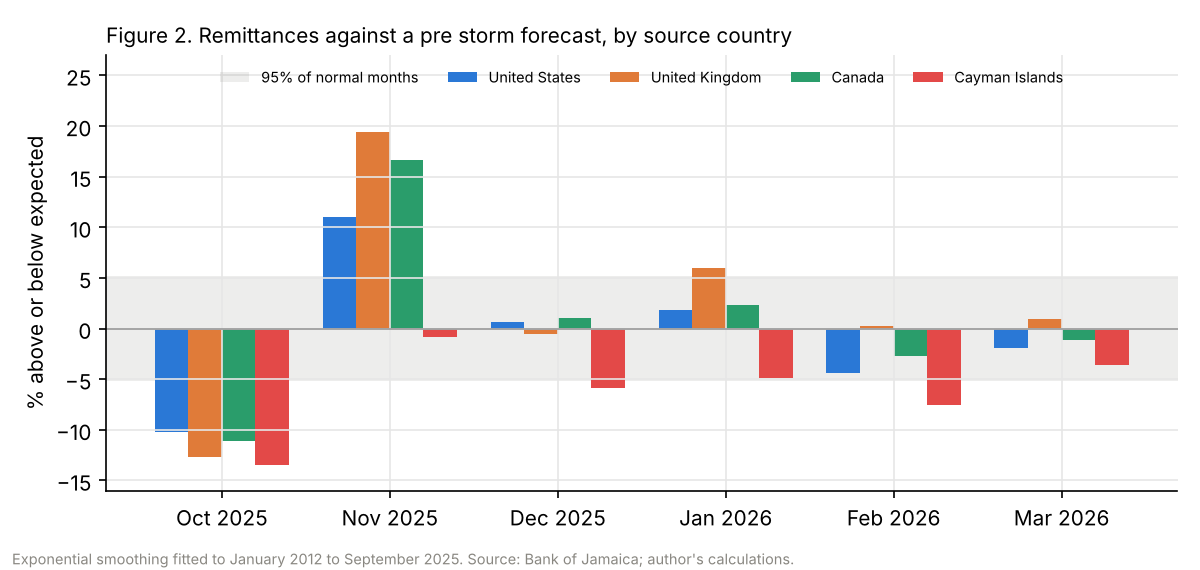 Figure 2. Remittances against a pre storm forecast, by source country
95% of normal months United States United Kingdom Canada Cayman Islands
% above or below expected
25
20
15
10
5
0
−5
−10
−15
Oct 2025 Nov 2025 Dec 2025 Jan 2026 Feb 2026 Mar 2026
Exponential smoothing fitted to January 2012 to September 2025. Source: Bank of Jamaica; author's calculations.